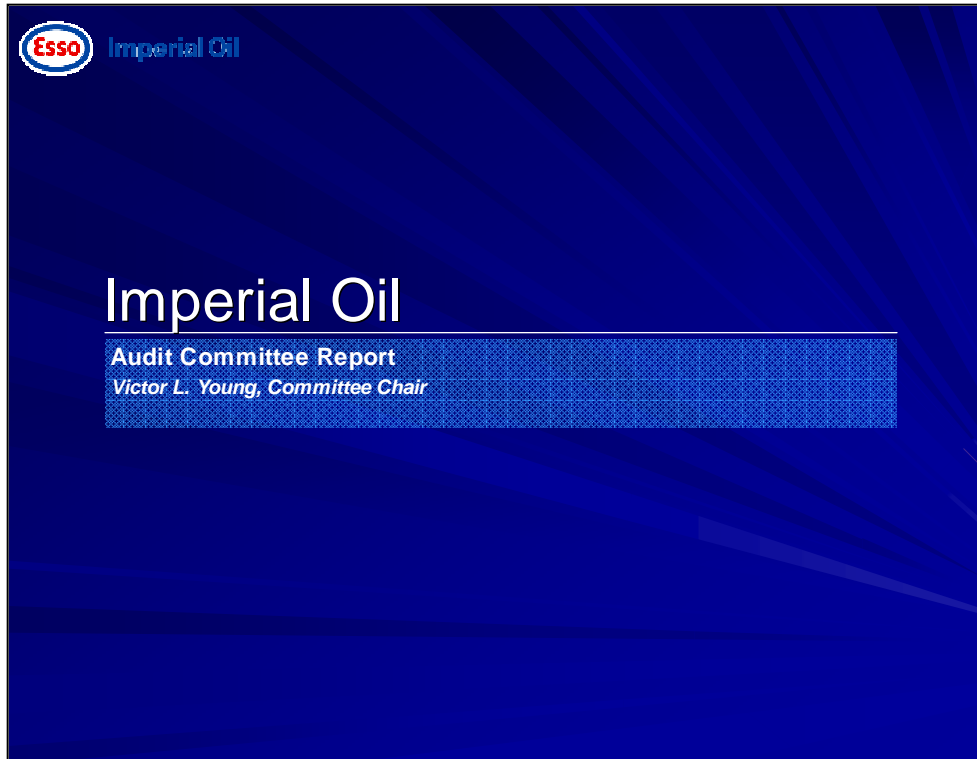 Esso Imperial Oil
Imperial Oil
Audit Committee Report
Victor L. Young, Committee Chair